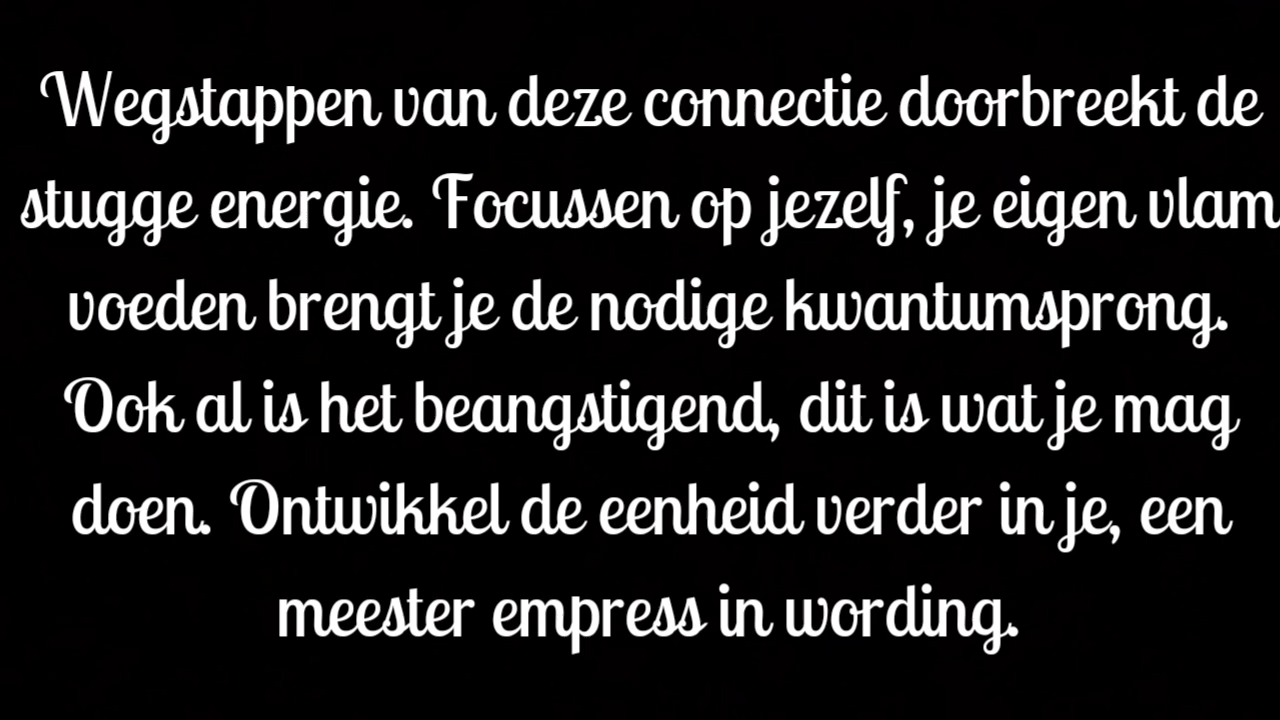 Wegstappen van deze connectie doorbreekt de
stugge energie. Focussen op jezelf, je eigen vlam
voeden brengt je de nodige kwantumsprong.
Ook al is het beangstigend, dit is wat je mag
doen. Ontwikkel de eenheid verder in je, een
meester empress in wording.